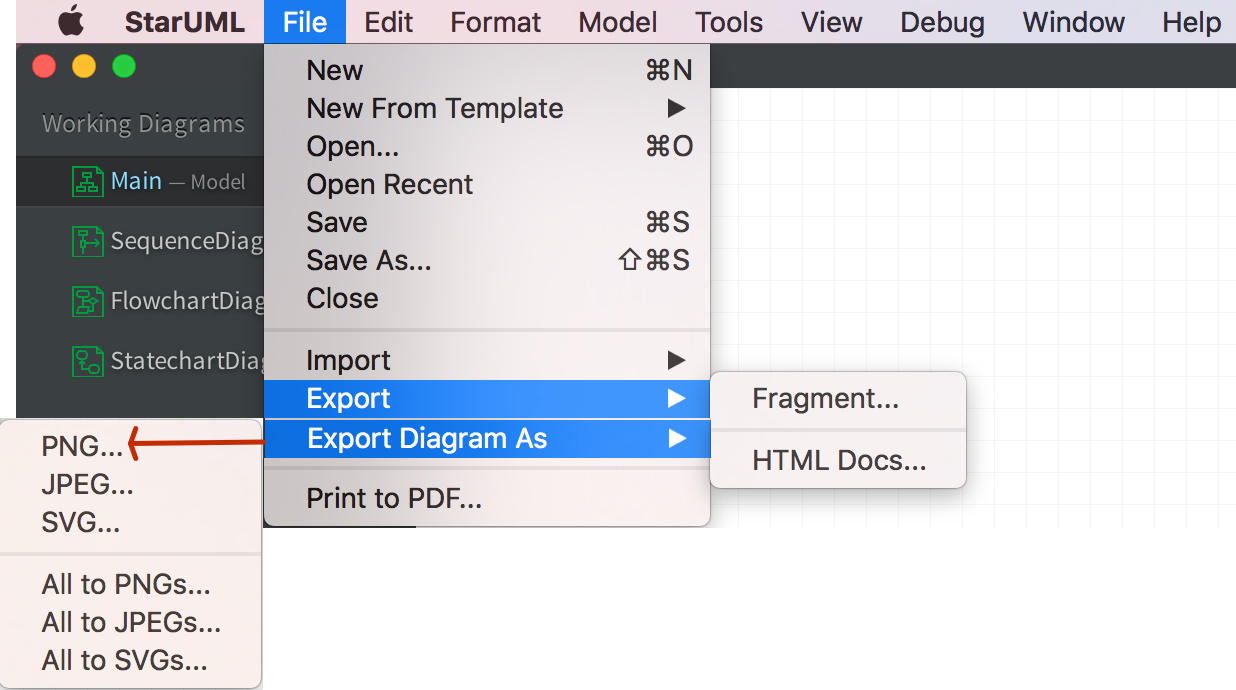 StarUML File Edit Format Model Tools View Debug Window Help
Working Diagrams
Main — Model
SequenceDiag
FlowchartDiag
StatechartDia
New ⌘N
New From Template ▶
Open... ⌘O
Open Recent
Save ⌘S
Save As... ⇧⌘S
Close
Import ▶
Export ▶
Export Diagram As ▶
Print to PDF...
Fragment...
HTML Docs...
PNG...
JPEG...
SVG...
All to PNGs...
All to JPEGs...
All to SVGs...